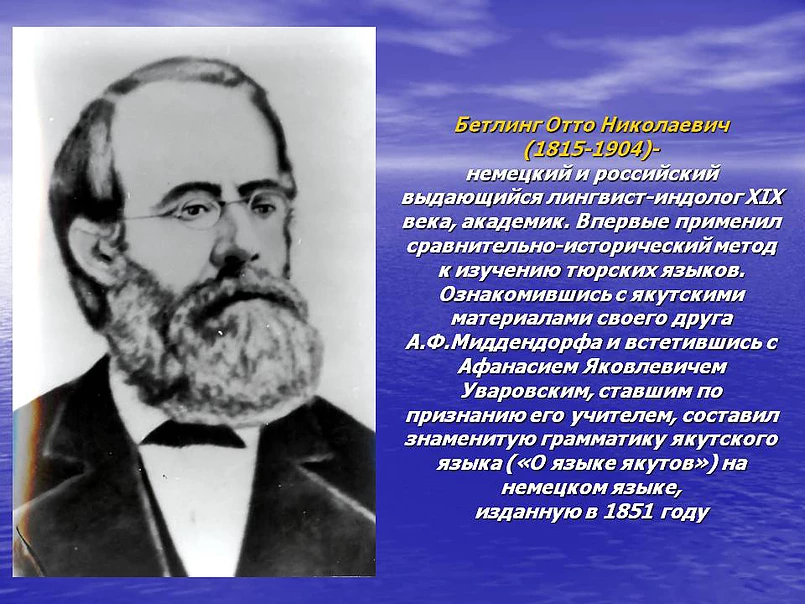 Бетлинг Отто Николаевич
(1815-1904)-
немецкий и российский
выдающийся лингвист-индолог XIX
века, академик. Впервые применил
сравнительно-исторический метод
к изучению тюрских языков.
Ознакомившись с якутскими
материалами своего друга
А.Ф.Миддендорфа и встетившись с
Афанасием Яковлевичем
Уваровским, ставшим по
признанию его учителем, составил
знаменитую грамматику якутского
языка («О языке якутов») на
немецком языке,
изданную в 1851 году